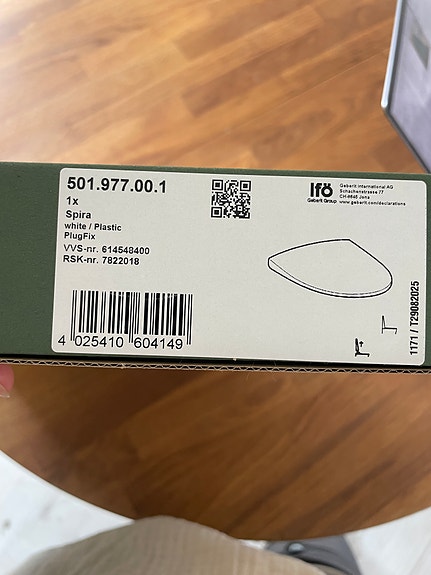 501.977.00.1
1x
Spira
white / Plastic
PlugFix
VVS-nr. 614548400
RSK-nr. 7822018
Ifö
Geberit Group
Geberit International AG
Schachenstrasse 77
CH-8645 Jona
www.geberit.com/declarations
4 025410 604149
1171 / T29082025